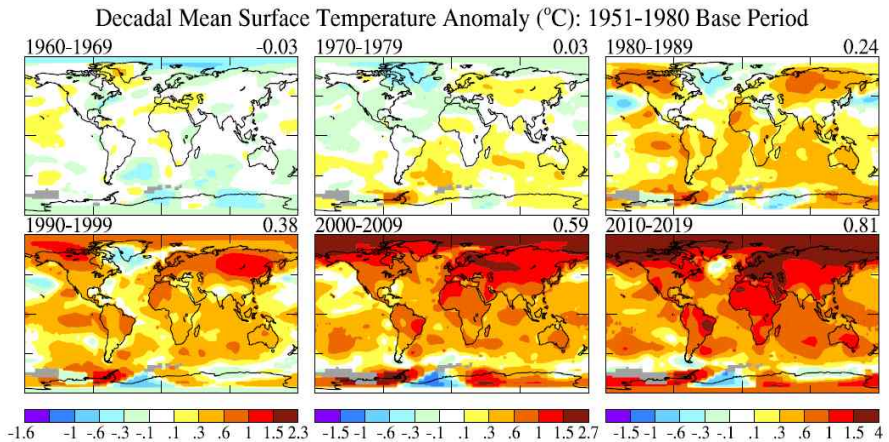 Decadal Mean Surface Temperature Anomaly (°C): 1951-1980 Base Period
1960-1969 -0.03 1970-1979 0.03 1980-1989 0.24
1990-1999 0.38 2000-2009 0.59 2010-2019 0.81
-1.6 -1 -.6 -.3 -.1 .1 .3 .6 1 1.5 2.3 -1.5 -1 -.6 -.3 -.1 .1 .3 .6 1 1.5 2.7 -1.5 -1 -.6 -.3 -.1 .1 .3 .6 1 1.5 4